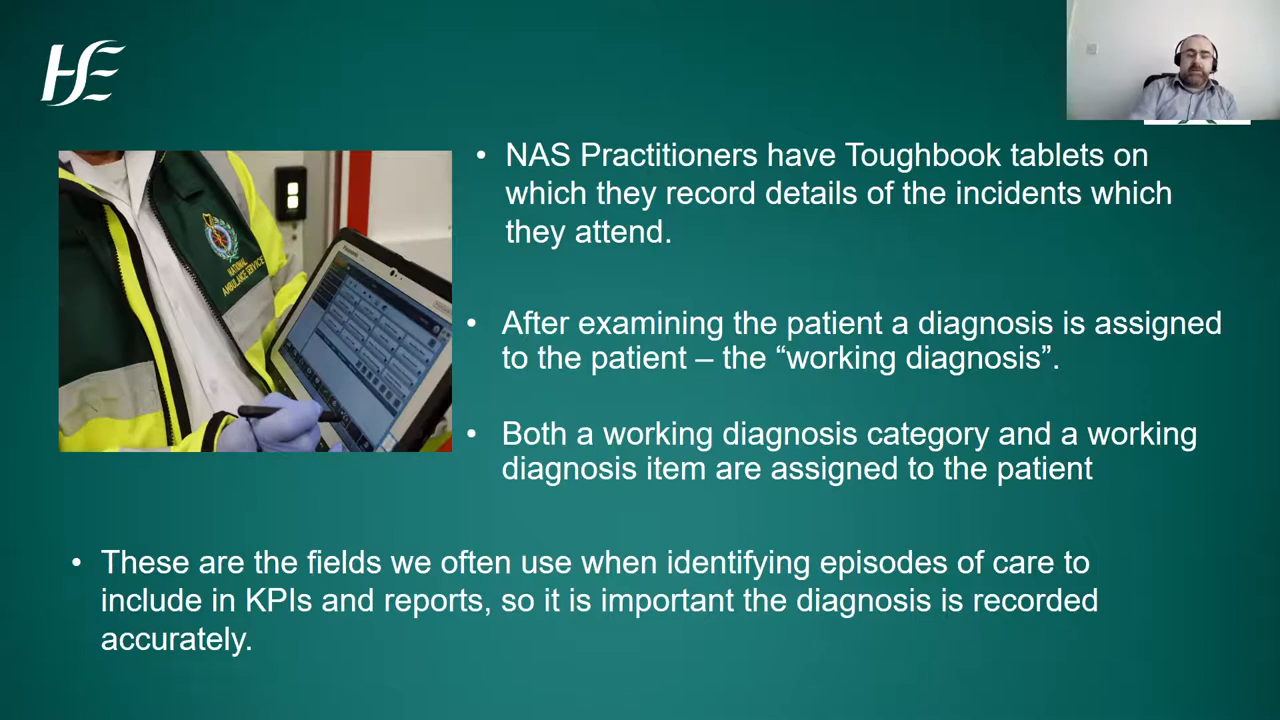 HSE
• NAS Practitioners have Toughbook tablets on
which they record details of the incidents which
they attend.
NATIONAL
AMBULANCE SERVICE
• After examining the patient a diagnosis is assigned
to the patient – the “working diagnosis”.
• Both a working diagnosis category and a working
diagnosis item are assigned to the patient
• These are the fields we often use when identifying episodes of care to
include in KPIs and reports, so it is important the diagnosis is recorded
accurately.